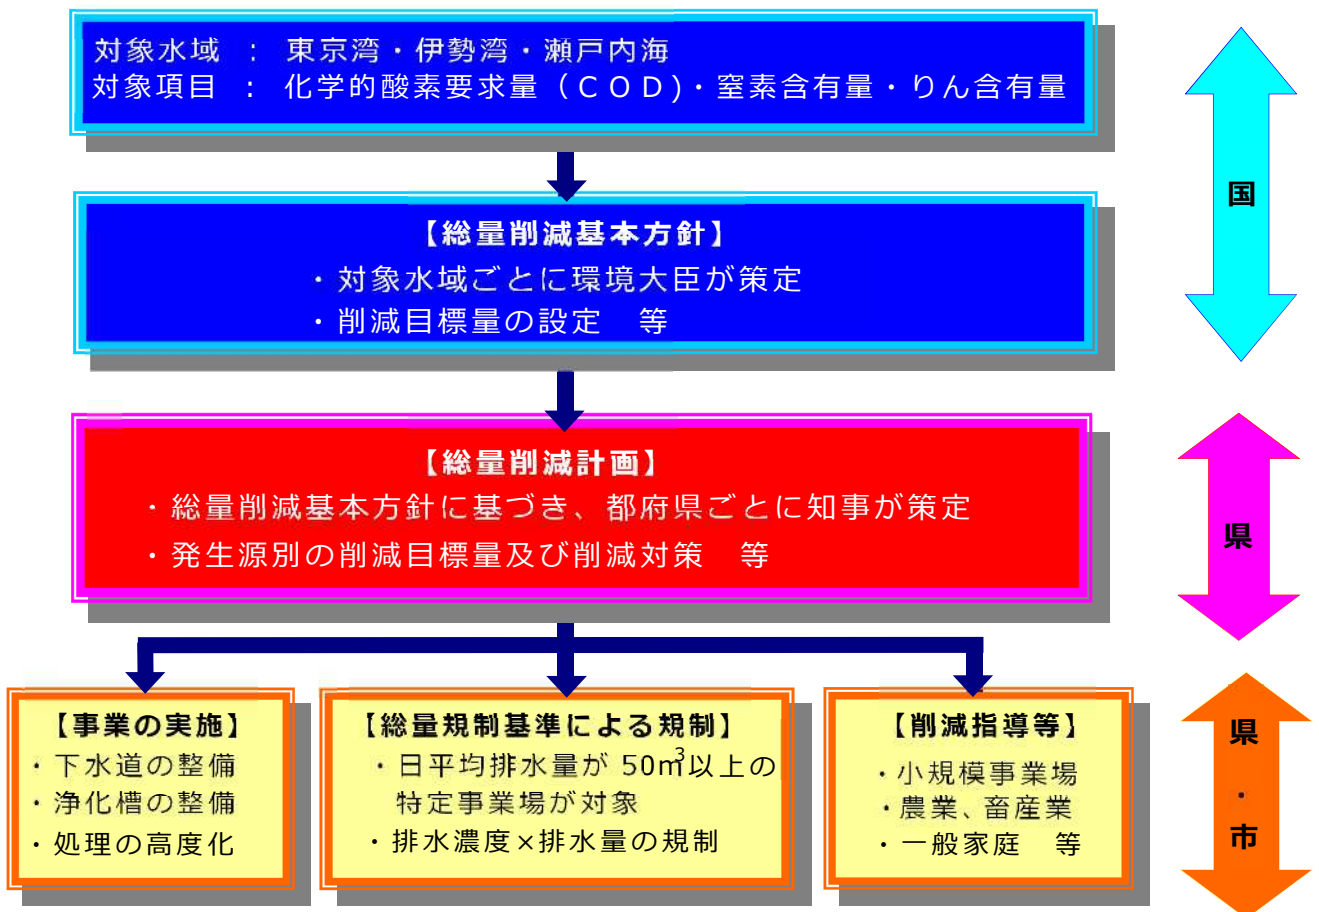 対象水域 : 東京湾・伊勢湾・瀬戸内海
対象項目 : 化学的酸素要求量（ＣＯＤ)・窒素含有量・りん含有量
国
【総量削減基本方針】
・対象水域ごとに環境大臣が策定
・削減目標量の設定　等
【総量削減計画】
・総量削減基本方針に基づき、都府県ごとに知事が策定
・発生源別の削減目標量及び削減対策　等
県
【事業の実施】
・下水道の整備
・浄化槽の整備
・処理の高度化
【総量規制基準による規制】
・日平均排水量が 50m³以上の
特定事業場が対象
・排水濃度×排水量の規制
【削減指導等】
・小規模事業場
・農業、畜産業
・一般家庭　等
県
・
市